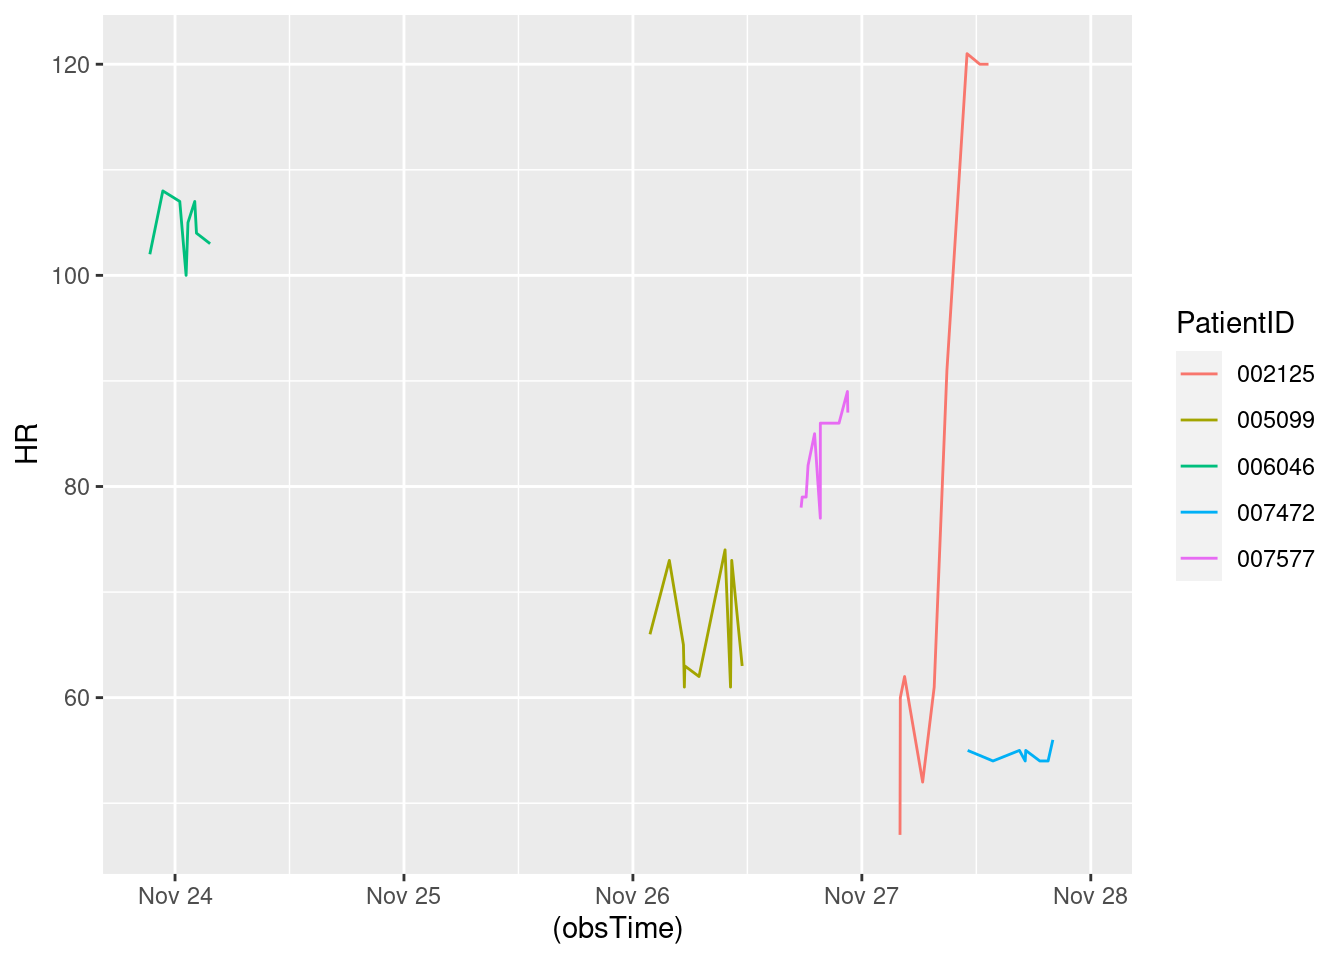 120
100
80
60
HR
Nov 24
Nov 25
Nov 26
Nov 27
Nov 28
(obsTime)
PatientID
002125
005099
006046
007472
007577